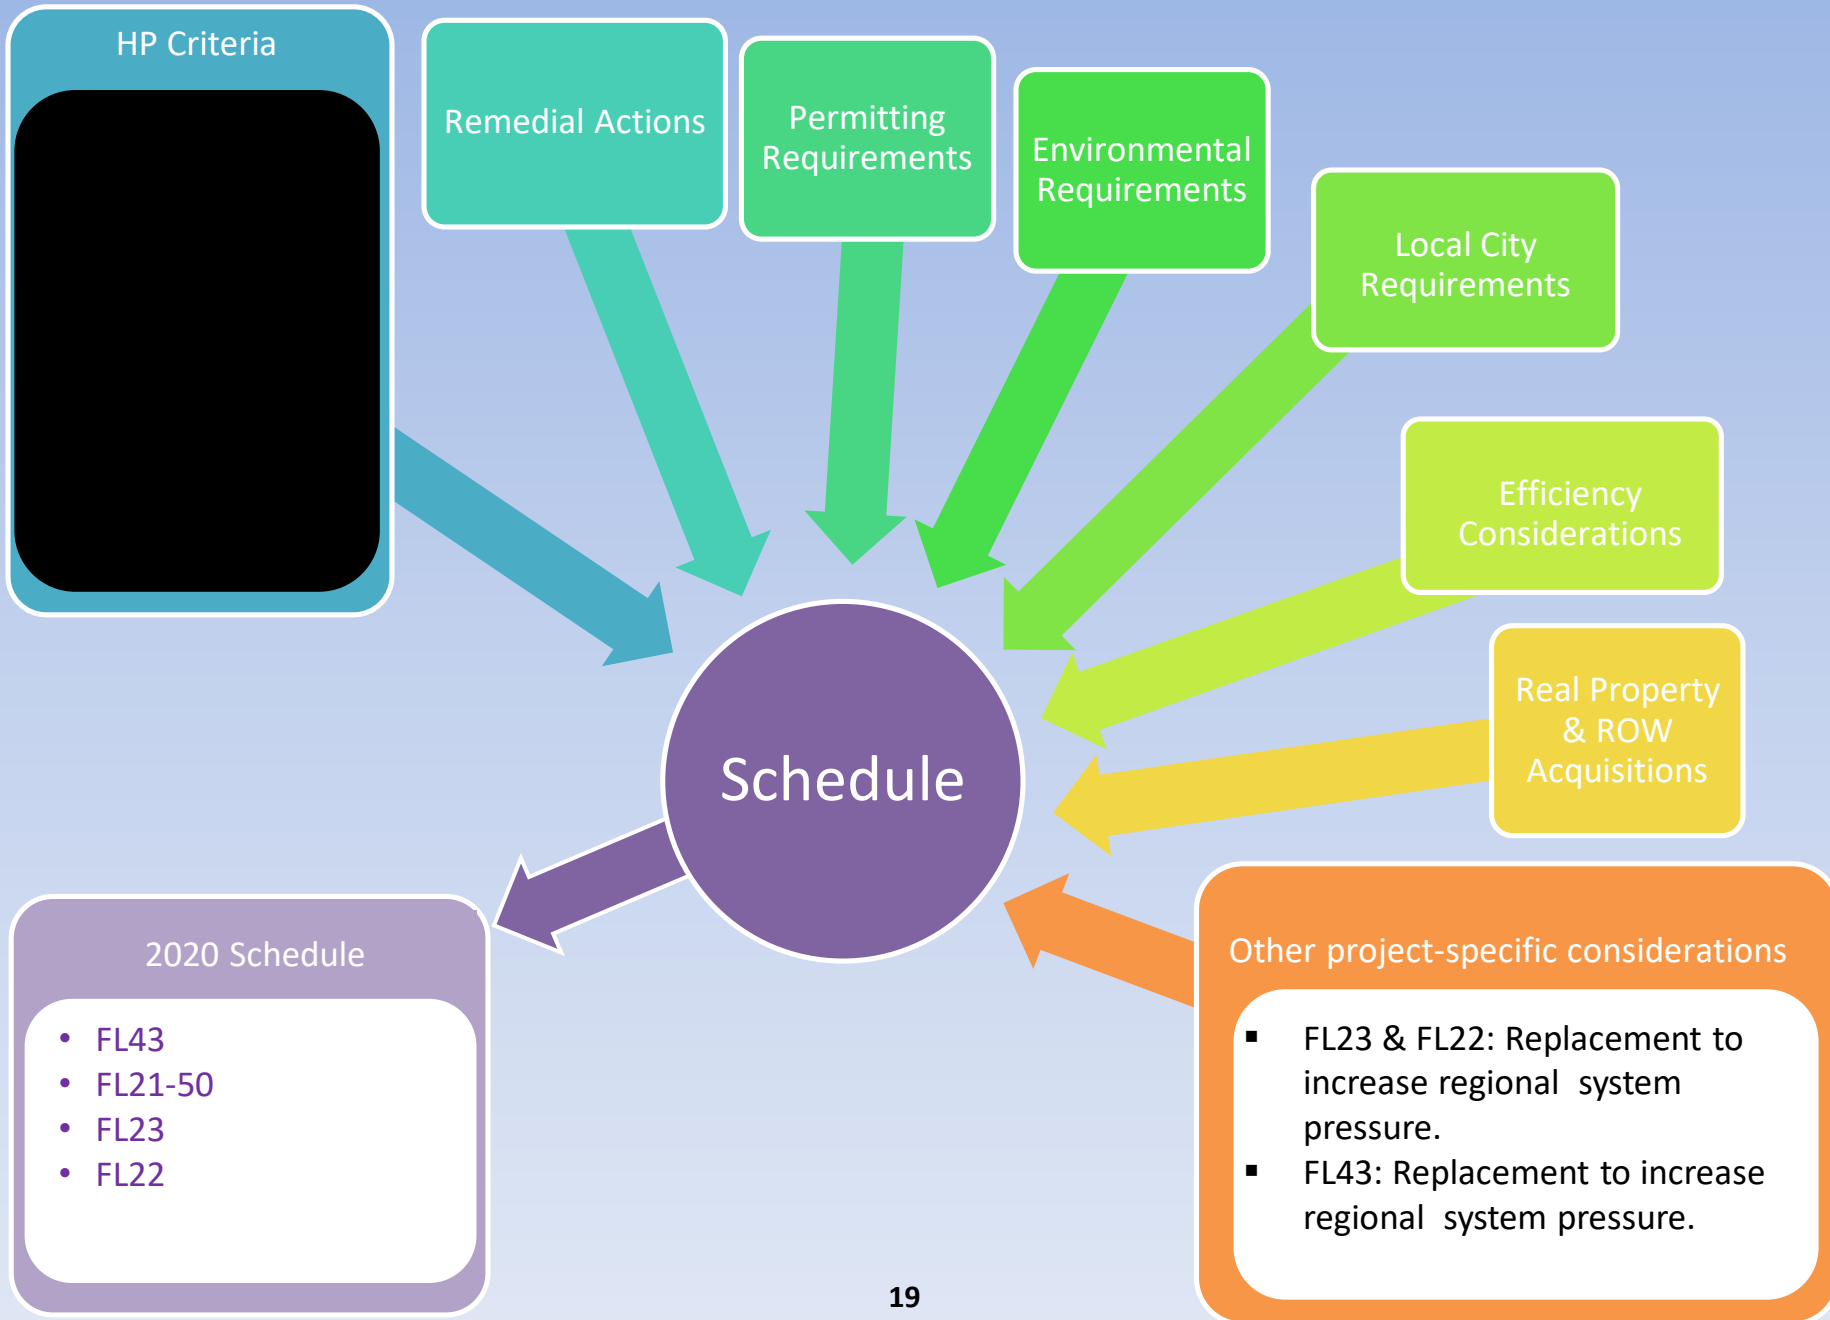 HP Criteria
Remedial Actions
Permitting
Requirements
Environmental
Requirements
Local City
Requirements
Efficiency
Considerations
Real Property
& ROW
Acquisitions
Schedule
2020 Schedule
• FL43
• FL21-50
• FL23
• FL22
Other project-specific considerations
▪ FL23 & FL22: Replacement to
increase regional system
pressure.
▪ FL43: Replacement to increase
regional system pressure.
19